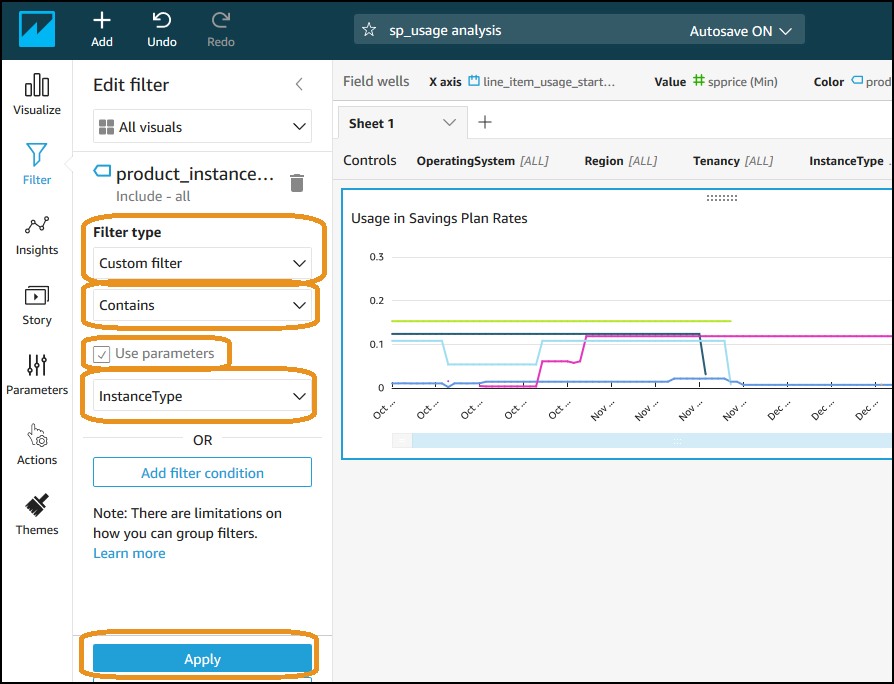 Add
Undo
Redo
sp_usage analysis
Autosave ON
Visualize
Filter
Insights
Story
Parameters
Actions
Themes
Edit filter
All visuals
product_instance...
Include - all
Filter type
Custom filter
Contains
Use parameters
InstanceType
OR
Add filter condition
Note: There are limitations on
how you can group filters.
Learn more
Apply
Field wells X axis line_item_usage_start... Value spprice (Min) Color prod
Sheet 1
Controls OperatingSystem [ALL] Region [ALL] Tenancy [ALL] InstanceType
Usage in Savings Plan Rates
0.3
0.2
0.1
0
Oct ... Oct ... Oct ... Oct ... Oct ... Nov ... Nov ... Nov ... Nov ... Dec ... Dec ... Dec ...